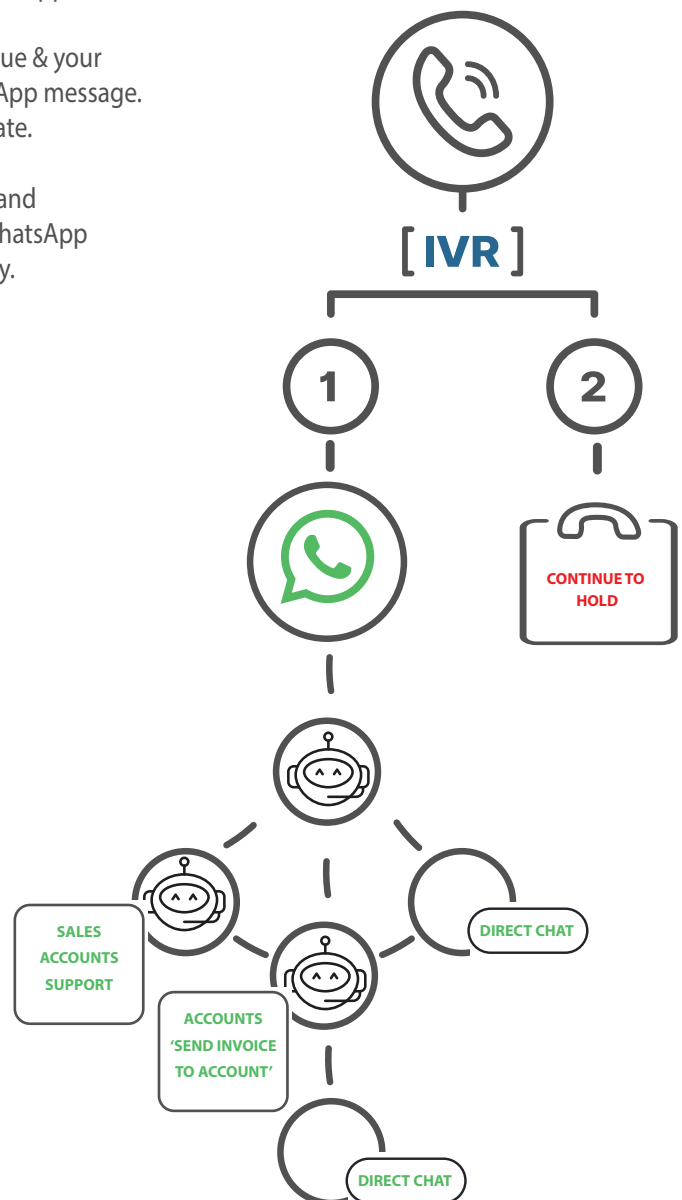 ue & your
App message.
ate.
and
hatsApp
y.
[ IVR ]
1
2
CONTINUE TO
HOLD
SALES
ACCOUNTS
SUPPORT
DIRECT CHAT
ACCOUNTS
‘SEND INVOICE
TO ACCOUNT’
DIRECT CHAT